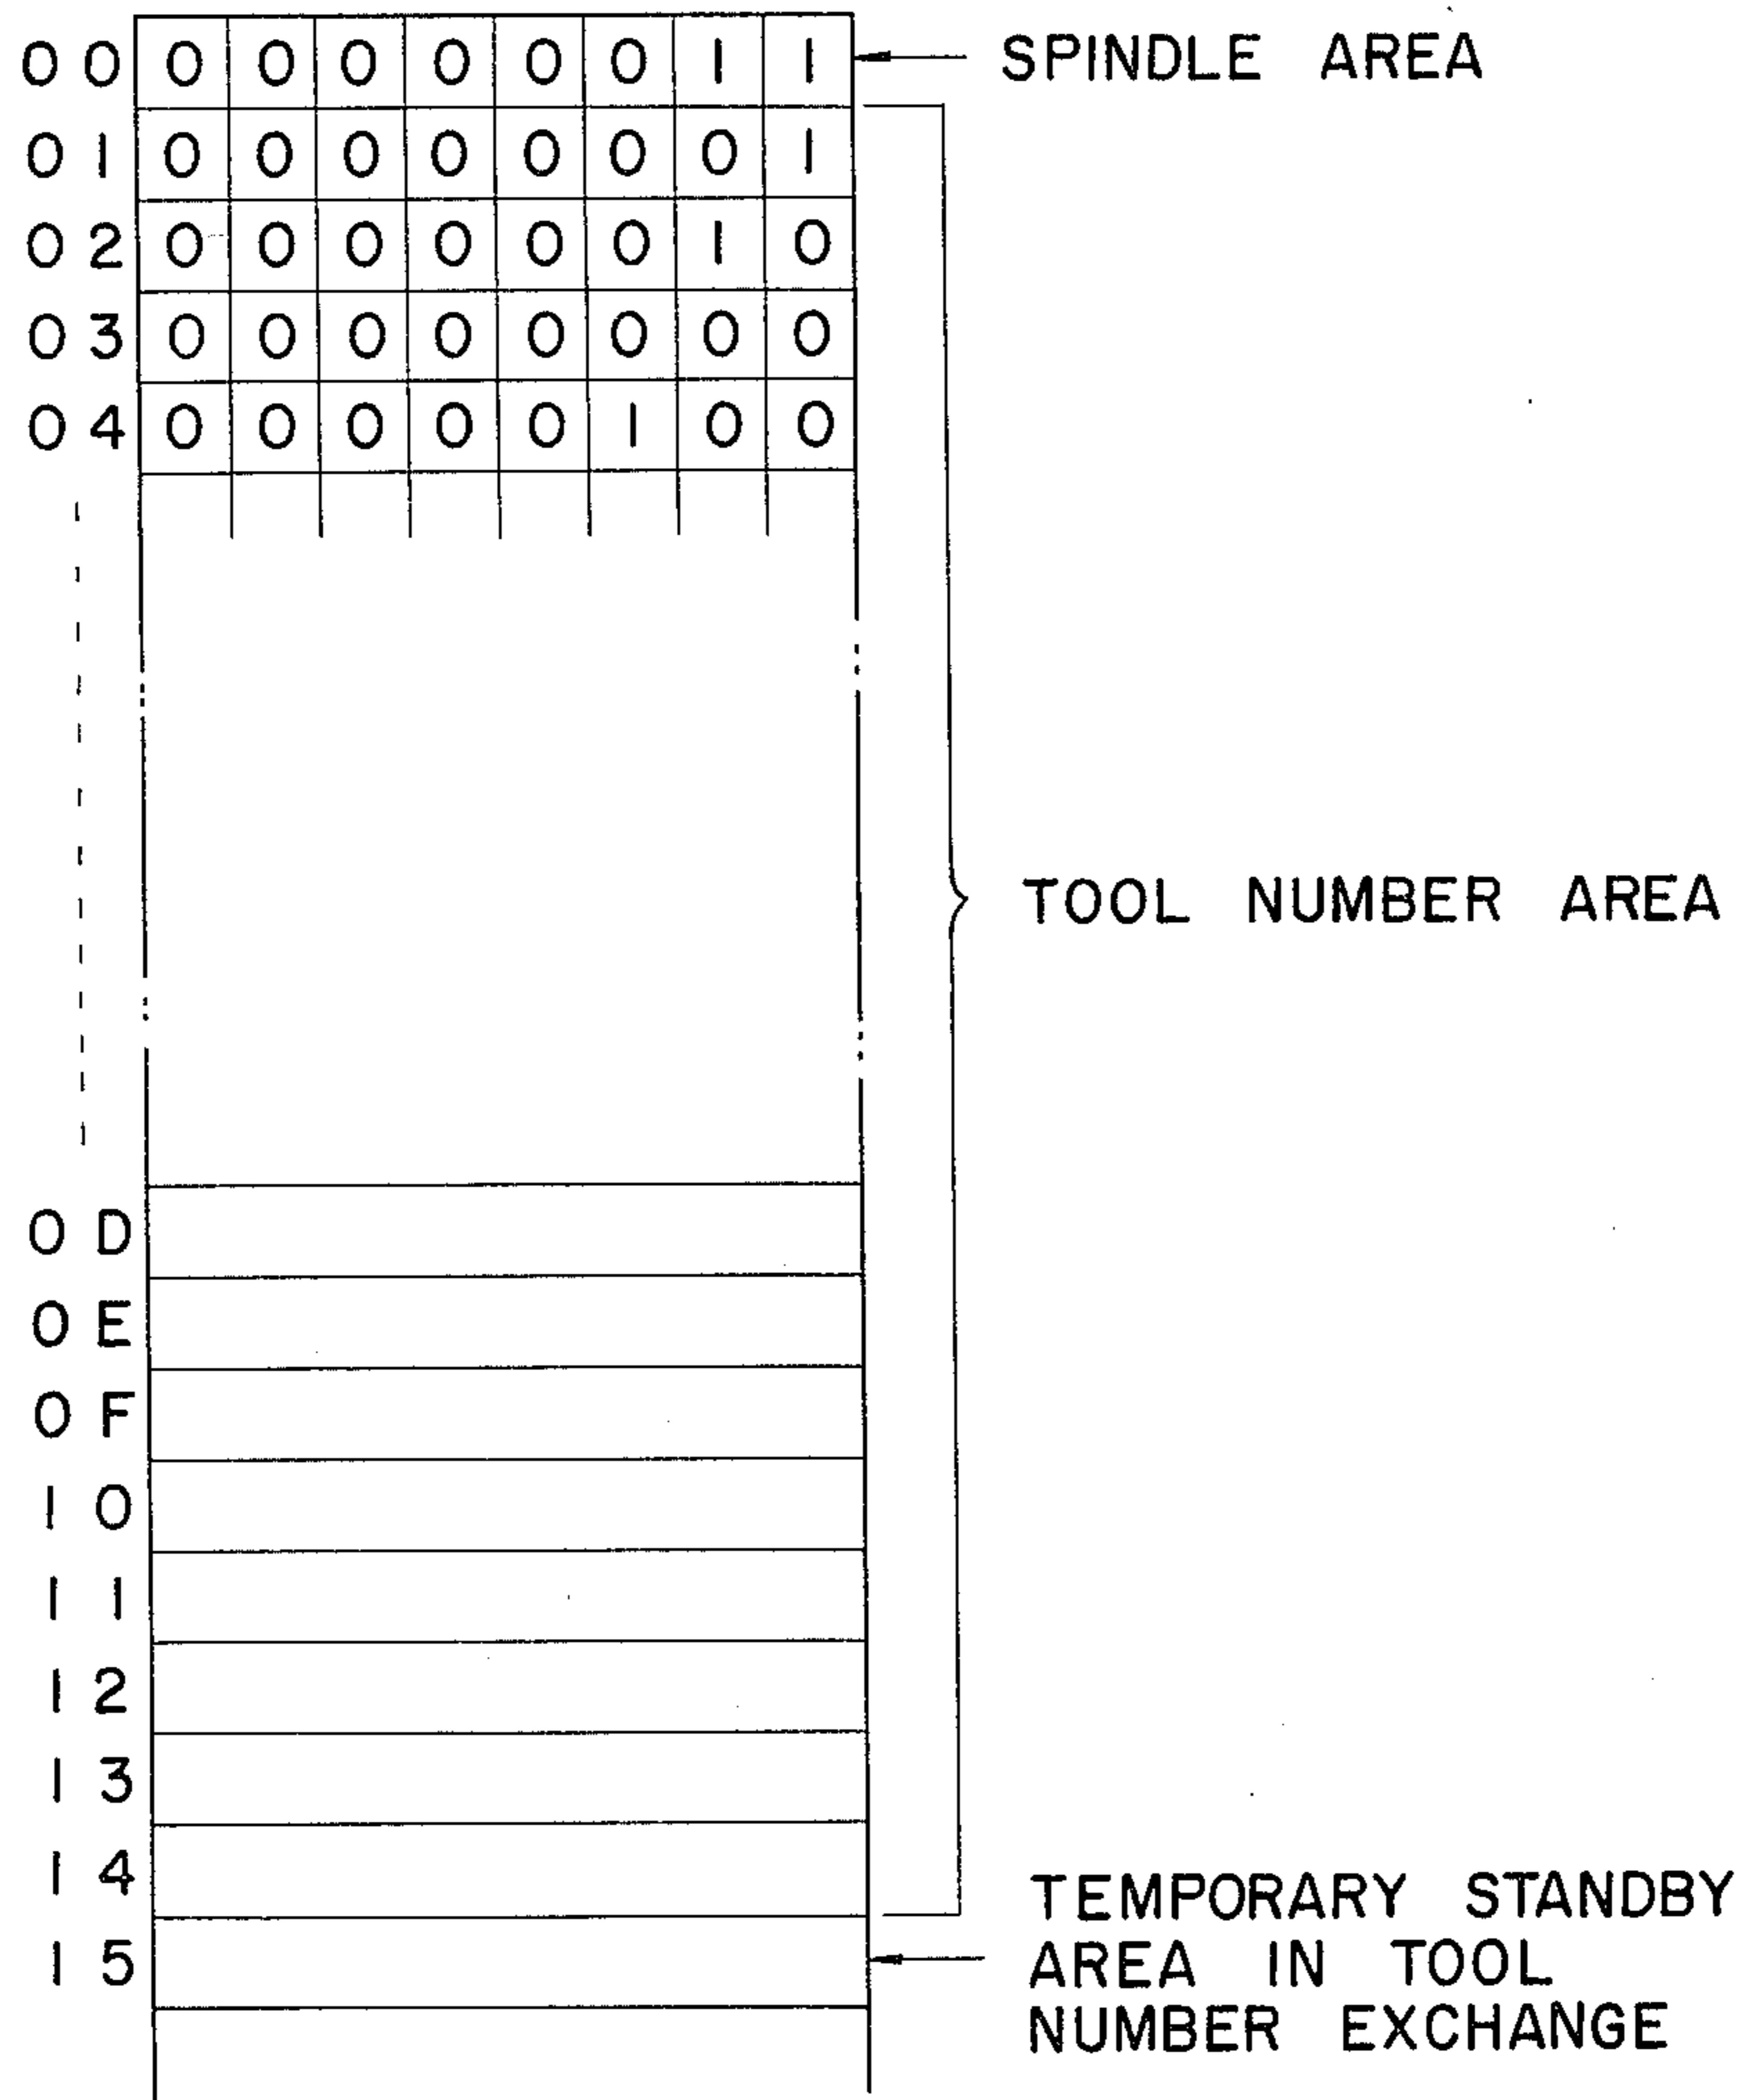 00 0 0 0 0 0 0 1 1 SPINDLE AREA
01 0 0 0 0 0 0 0 1
02 0 0 0 0 0 0 1 0
03 0 0 0 0 0 0 0 0
04 0 0 0 0 0 1 0 0
TOOL NUMBER AREA
0D
0E
0F
10
11
12
13
14
15
TEMPORARY STANDBY
AREA IN TOOL
NUMBER EXCHANGE